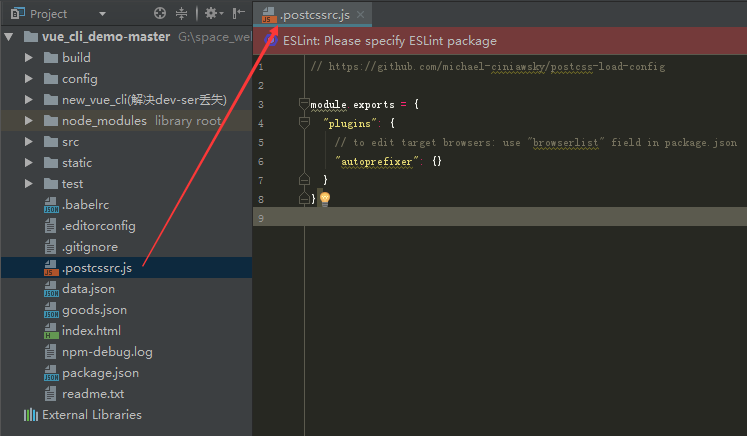 Project
.postcssrc.js
vue_cli_demo-master G:\space_we
ESLint: Please specify ESLint package
build
config
new_vue_cli(解决dev-ser丢失)
node_modules library root
src
static
test
.babelrc
.editorconfig
.gitignore
.postcssrc.js
data.json
goods.json
index.html
npm-debug.log
package.json
readme.txt
External Libraries
1 // https://github.com/michael-ciniawsky/postcss-load-config
2
3 module exports = {
4 "plugins": {
5 // to edit target browsers: use "browserlist" field in package.json
6 "autoprefixer": {}
7 }
8 }
9